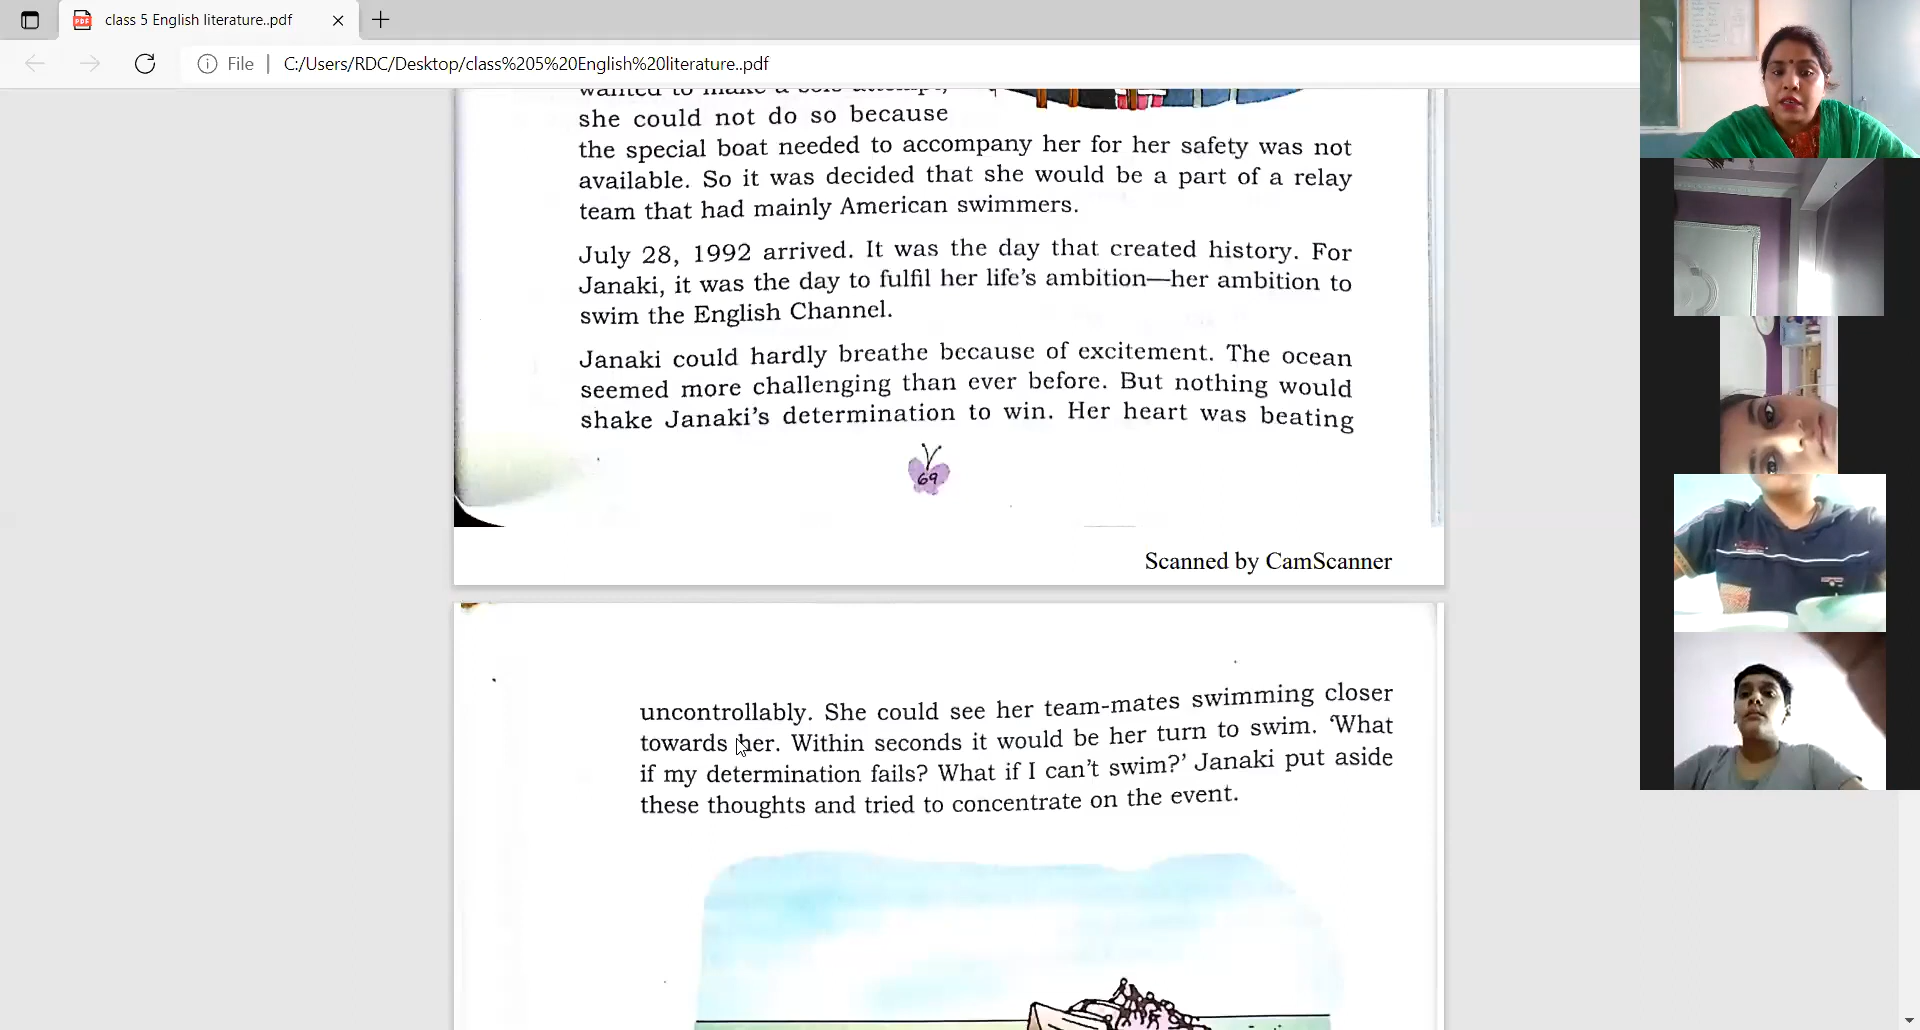 class 5 English literature..pdf
File
C:/Users/RDC/Desktop/class%205%20English%20literature..pdf
wanted to make a solo attempt,
she could not do so because
the special boat needed to accompany her for her safety was not
available. So it was decided that she would be a part of a relay
team that had mainly American swimmers.
July 28, 1992 arrived. It was the day that created history. For
Janaki, it was the day to fulfil her life's ambition—her ambition to
swim the English Channel.
Janaki could hardly breathe because of excitement. The ocean
seemed more challenging than ever before. But nothing would
shake Janaki's determination to win. Her heart was beating
69
Scanned by CamScanner
uncontrollably. She could see her team-mates swimming closer
towards her. Within seconds it would be her turn to swim. 'What
if my determination fails? What if I can't swim?' Janaki put aside
these thoughts and tried to concentrate on the event.